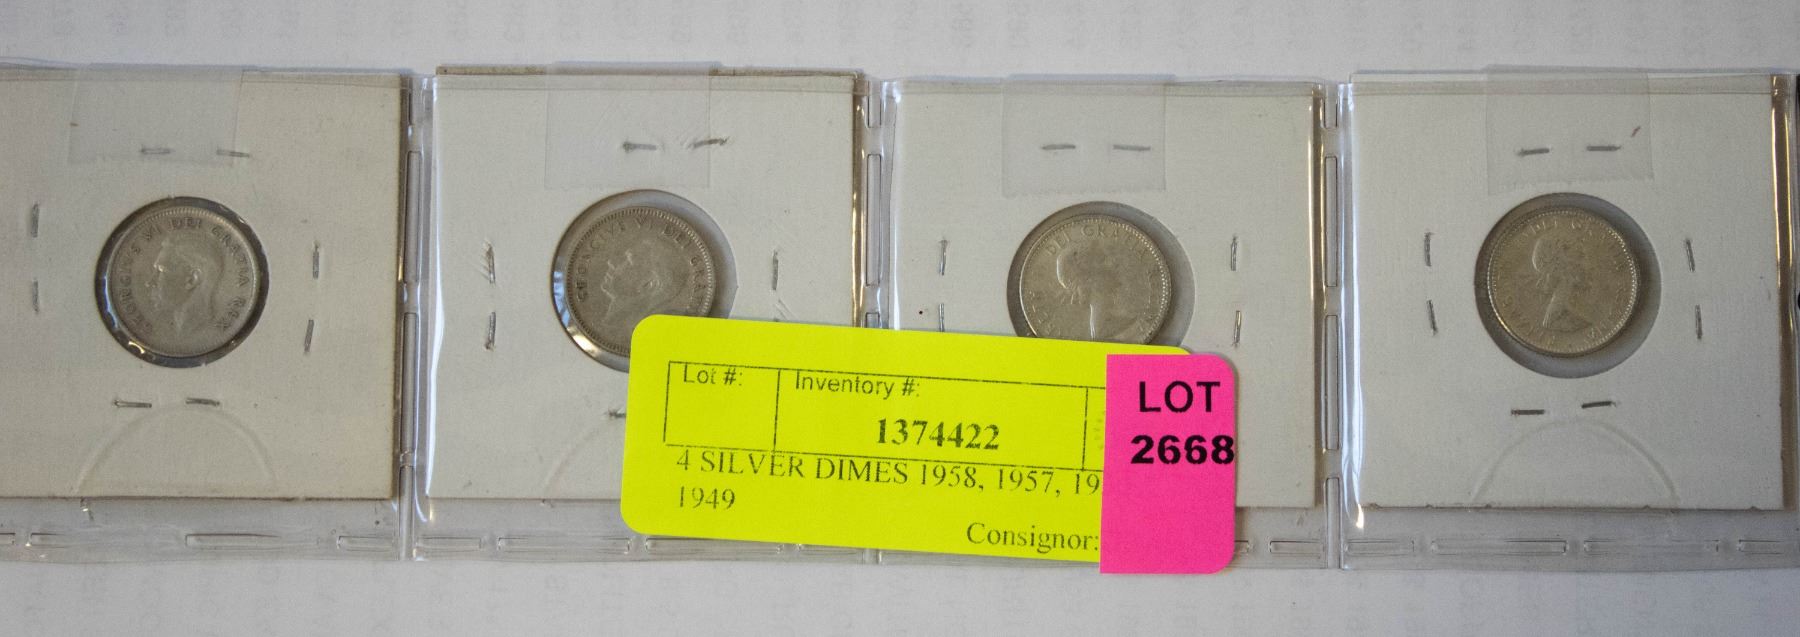 GEORGIVS VI DEI GRATIA REX
GEORGIVS VI DEI GRA
DEI GRATIA
DEI GRATIA
Lot #:
Inventory #:
1374422
4 SILVER DIMES 1958, 1957, 19
1949
Consignor:
LOT
2668